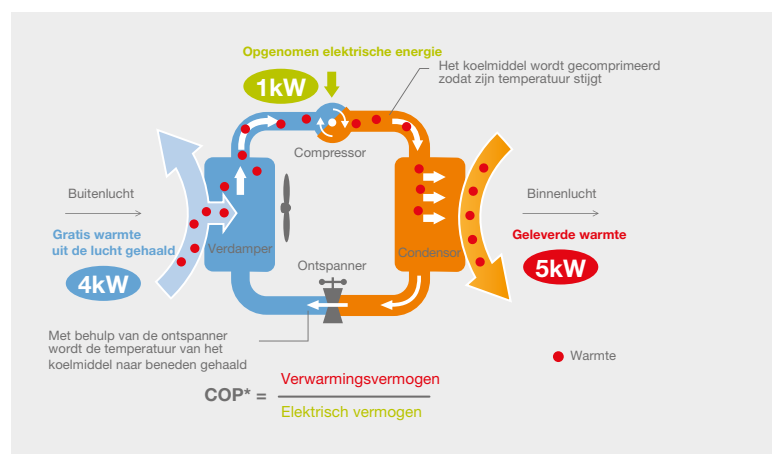 Opgenomen elektrische energie
1kW
Het koelmiddel wordt gecomprimeerd
zodat zijn temperatuur stijgt
Compressor
Buitenlucht
Gratis warmte
uit de lucht gehaald
4kW
Verdamper
Ontspanner
Condensor
Binnenlucht
Geleverde warmte
5kW
Met behulp van de ontspanner
wordt de temperatuur van het
koelmiddel naar beneden gehaald
Warmte
COP* =
Verwarmingsvermogen
Elektrisch vermogen